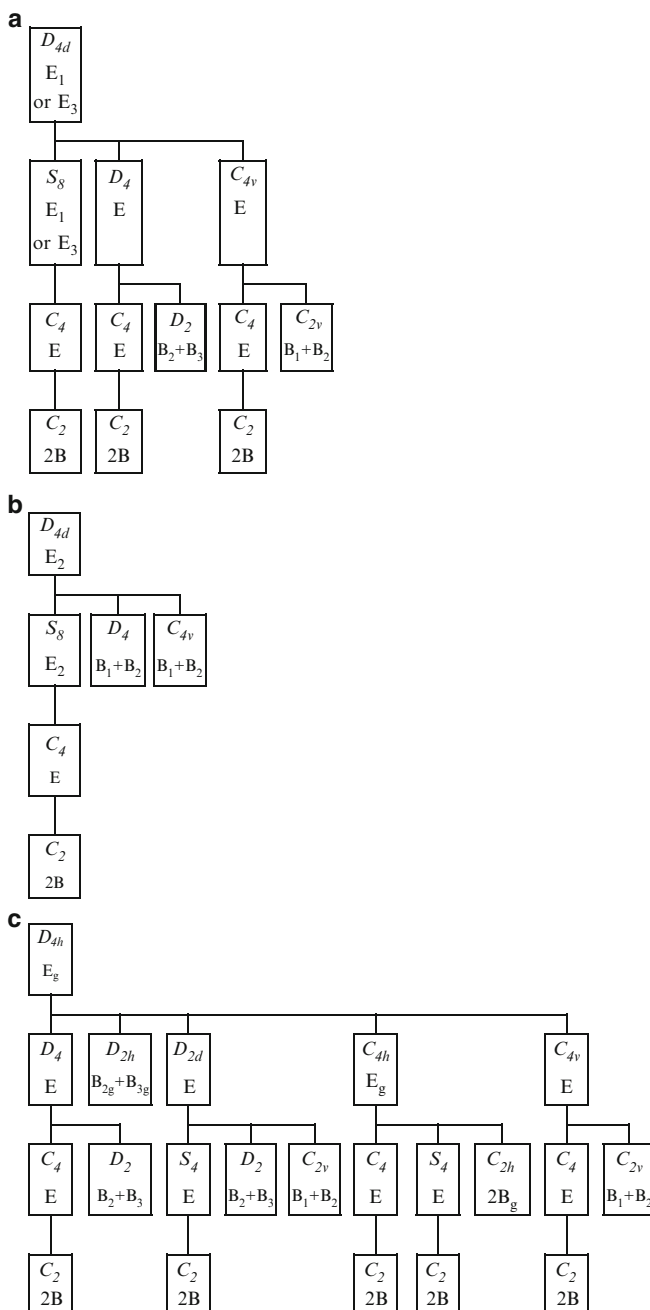 a
D4d
E1
or E3
S8 D4 C4v
E1 E E
or E3
C4 C4 D2 C4 C2v
E E B2+B3 E B1+B2
C2 C2 C2
2B 2B 2B
b
D4d
E2
S8 D4 C4v
E2 B1+B2 B1+B2
C4
E
C2
2B
c
D4h
Eg
D4 D2h D2d C4h C4v
E B2g+B3g E Eg E
C4 D2 S4 D2 C2v C4 S4 C2h C4 C2v
E B2+B3 E B2+B3 B1+B2 E E 2Bg E B1+B2
C2 C2 C2 C2 C2
2B 2B 2B 2B 2B